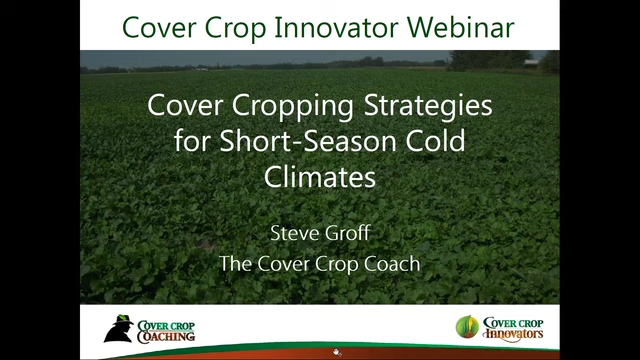 Cover Crop Innovator Webinar
Cover Cropping Strategies
for Short-Season Cold
Climates
Steve Groff
The Cover Crop Coach
COVER CROP
COACHING
COVER CROP
Innovators